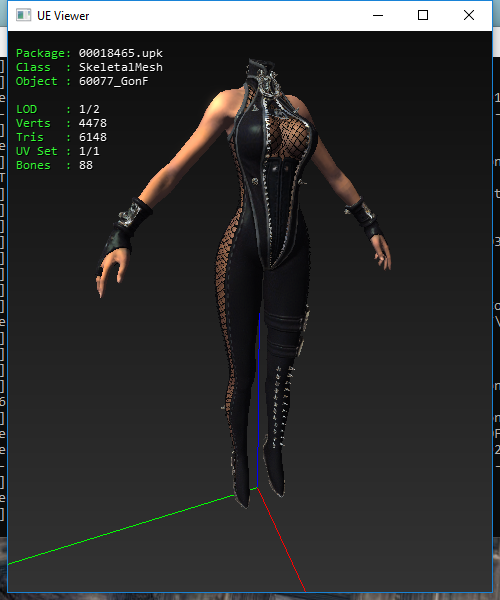 UE Viewer
Package: 00018465.upk
Class : SkeletalMesh
Object : 60077_GonF
LOD : 1/2
Verts : 4478
Tris : 6148
UV Set : 1/1
Bones : 88